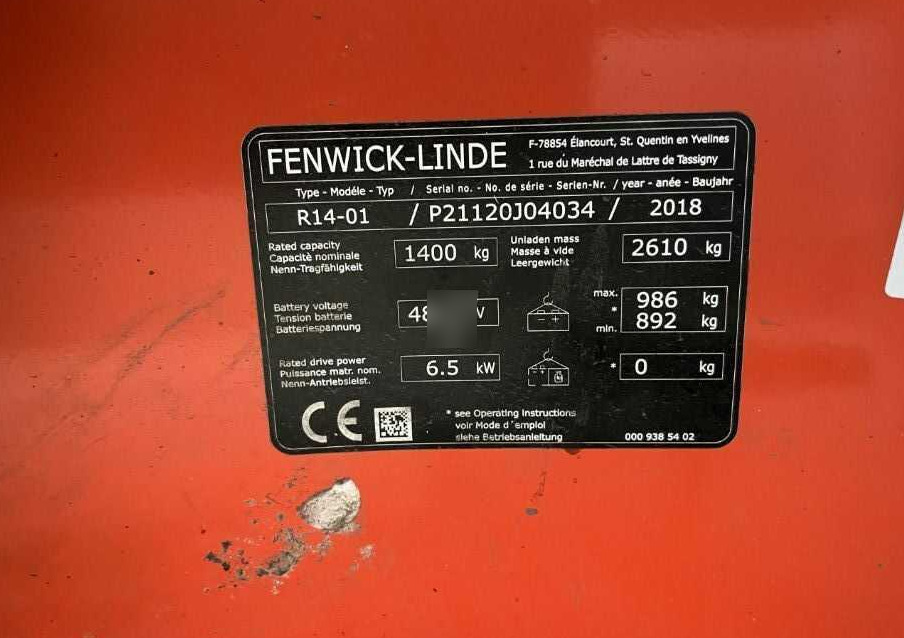 FENWICK-LINDE
F-78854 Élancourt, St. Quentin en Yvelines
1 rue du Maréchal de Lattre de Tassigny
Type - Modéle - Typ / Serial no. - No. de série - Serien-Nr. / year - anée - Baujahr
R14-01 / P21120J04034 / 2018
Rated capacity
Capacitè nominale
Nenn-Tragfähigkeit
1400 kg
Unladen mass
Masse à vide
Leergewicht
2610 kg
Battery voltage
Tension batterie
Batteriespannung
48 V
max. 986 kg
*
min. 892 kg
Rated drive power
Puissance matr. nom.
Nenn-Antriebsleist.
6.5 kW
* 0 kg
CE
* see Operating Instructions
voir Mode d´emploi
siehe Betriebsanleitung
000 938 54 02